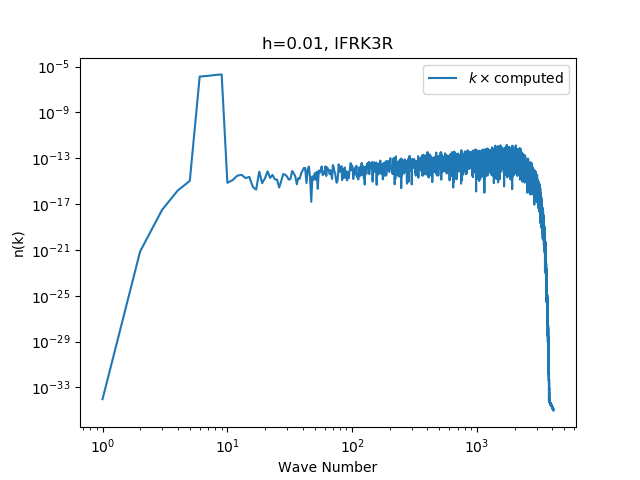 h=0.01, IFRK3R
k × computed
n(k)
10⁻⁵
10⁻⁹
10⁻¹³
10⁻¹⁷
10⁻²¹
10⁻²⁵
10⁻²⁹
10⁻³³
10⁰ 10¹ 10² 10³
Wave Number